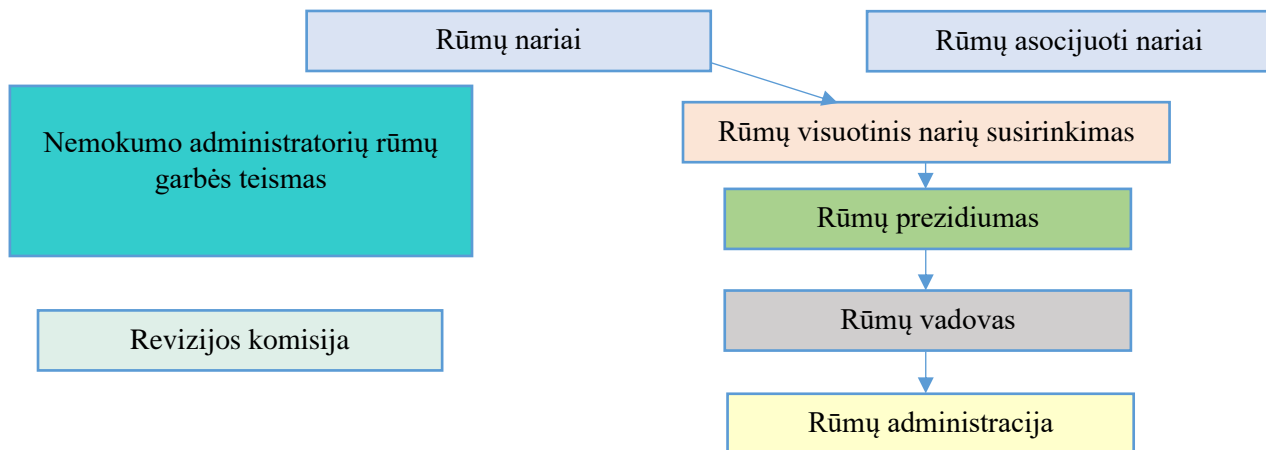 Rūmų nariai
Rūmų asocijuoti nariai
Nemokumo administratorių rūmų
garbės teismas
Rūmų visuotinis narių susirinkimas
Rūmų prezidiumas
Rūmų vadovas
Revizijos komisija
Rūmų administracija